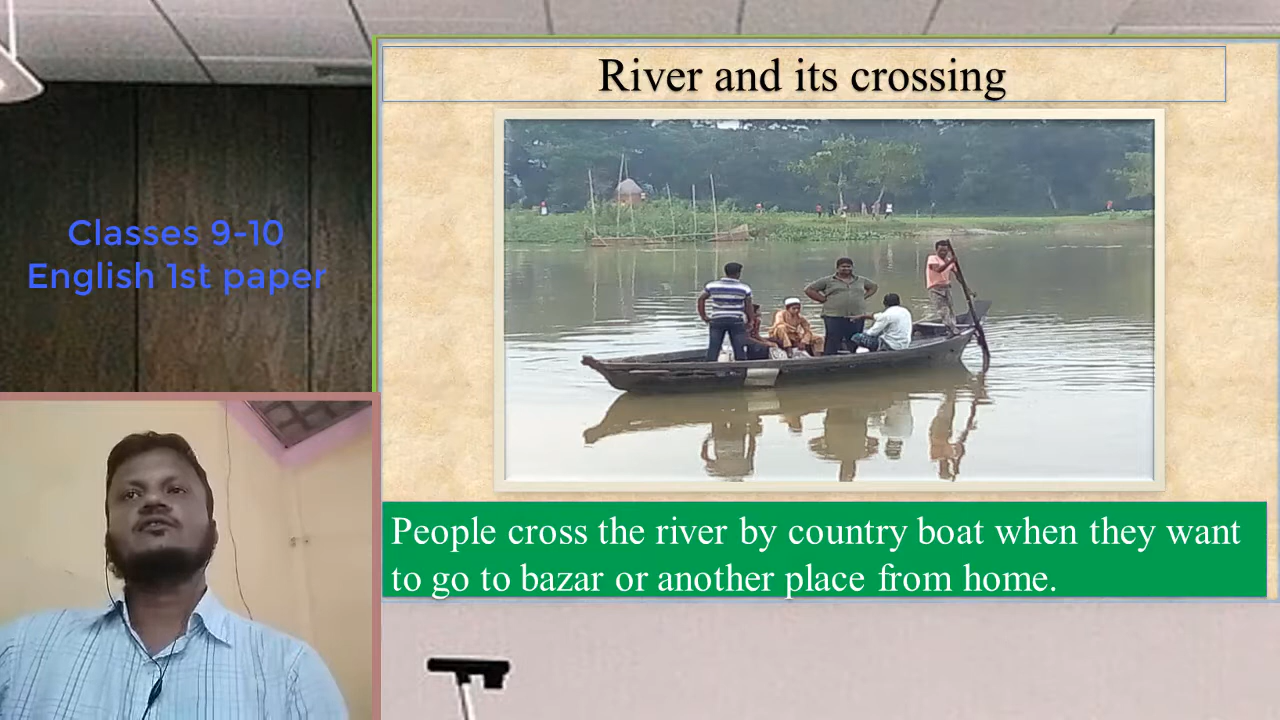 River and its crossing
Classes 9-10
English 1st paper
People cross the river by country boat when they want
to go to bazar or another place from home.